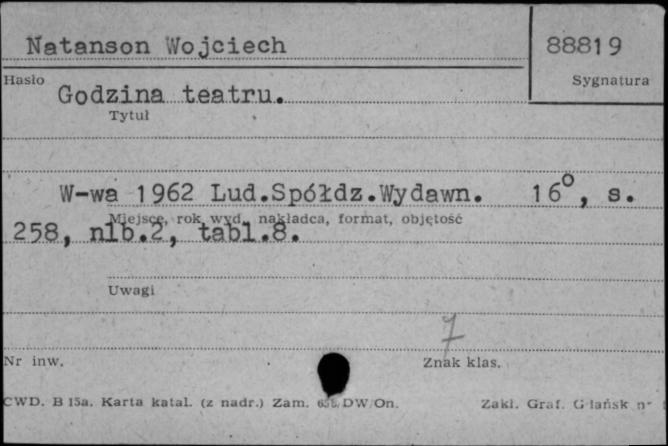 Natanson Wojciech 88819
Hasło Sygnatura
Godzina teatru.
Tytuł
W-wa 1962 Lud.Spółdz.Wydawn. 16°, s.
Miejsce, rok wyd., nakładca, format, objętość
258, nlb.2, tabl.8.
Uwagi
7
Nr inw. Znak klas.
CWD. B 15a. Karta katal. (z nadr.) Zam. DW/On. Zakł. Graf. Gdańsk